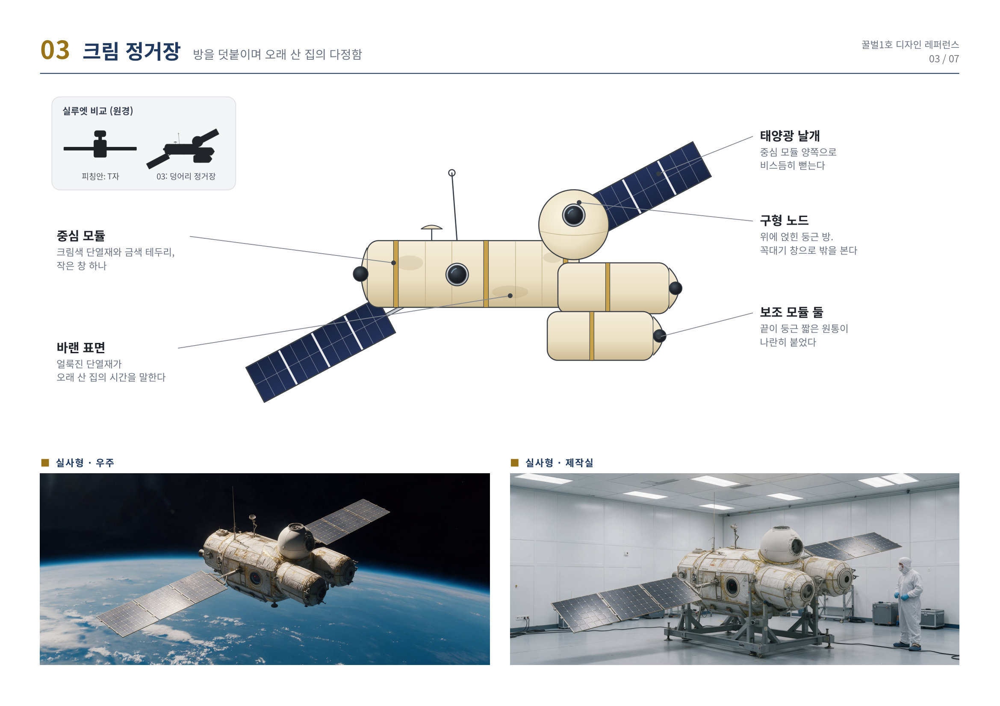 03 크림 정거장 방을 덧붙이며 오래 산 집의 다정함
꿀벌1호 디자인 레퍼런스
03 / 07
실루엣 비교 (원경)
피칭안: T자
03: 덩어리 정거장
중심 모듈
크림색 단열재와 금색 테두리,
작은 창 하나
바랜 표면
얼룩진 단열재가
오래 산 집의 시간을 말한다
태양광 날개
중심 모듈 양쪽으로
비스듬히 뻗는다
구형 노드
위에 얹힌 둥근 방.
꼭대기 창으로 밖을 본다
보조 모듈 둘
끝이 둥근 짧은 원통이
나란히 붙었다
실사형 · 우주
실사형 · 제작실